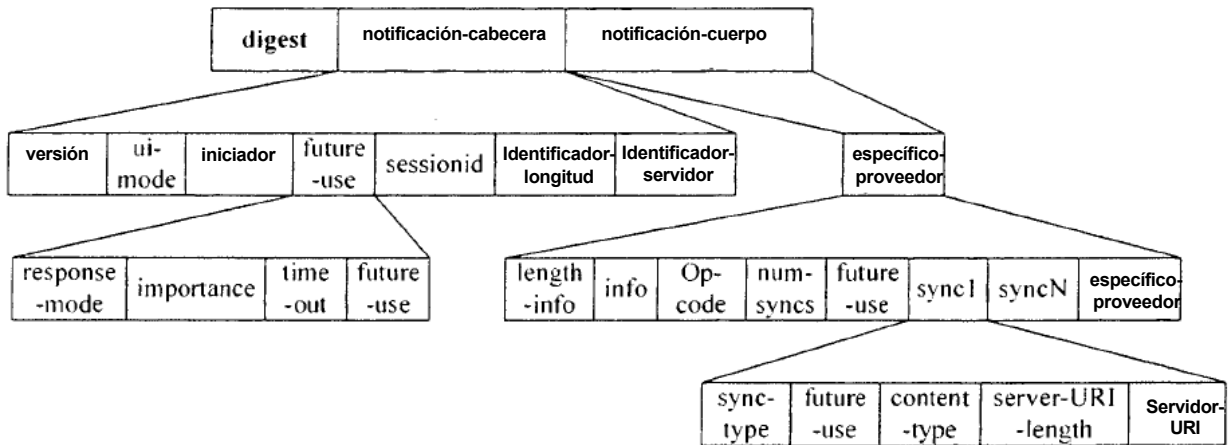 digest
notificación-cabecera
notificación-cuerpo
versión
ui-
mode
iniciador
future
-use
sessionid
Identificador-
longitud
Identificador-
servidor
específico-
proveedor
response
-mode
importance
time
-out
future
-use
length
-info
info
Op-
code
num-
syncs
future
-use
sync1
syncN
específico-
proveedor
sync-
type
future
-use
content
-type
server-URI
-length
Servidor-
URI